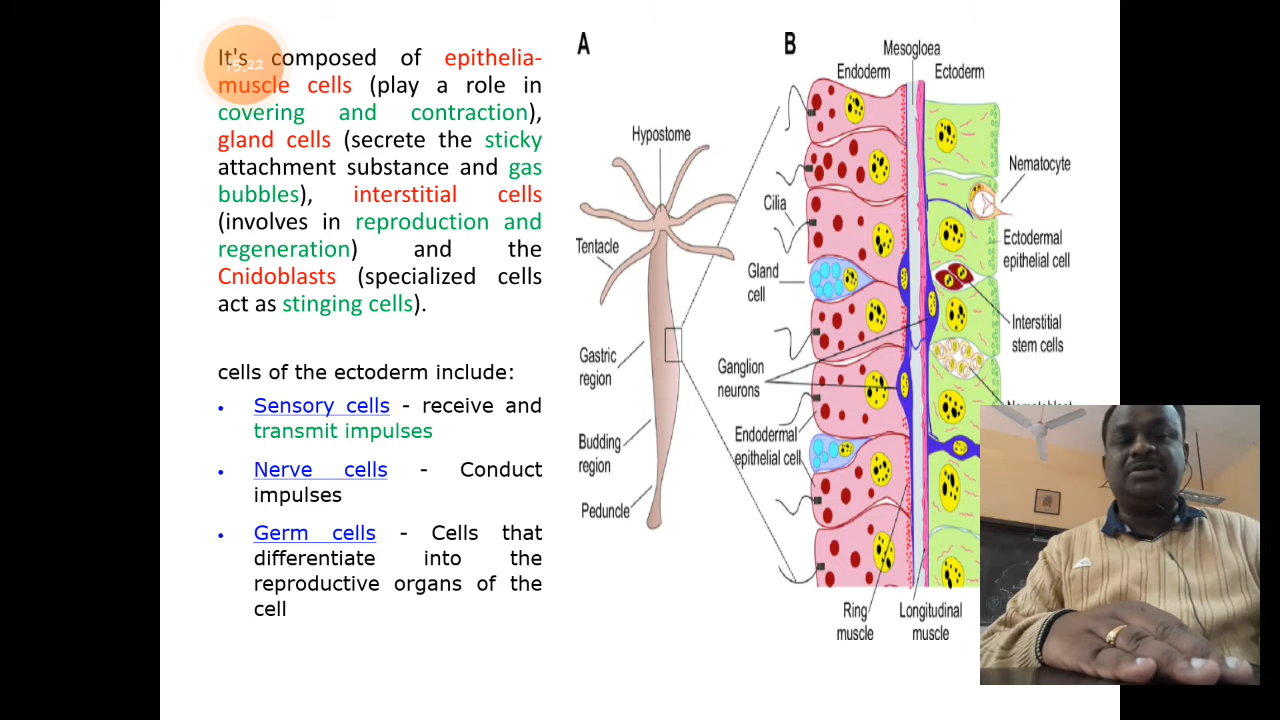 It's composed of epithelia-
muscle cells (play a role in
covering and contraction),
gland cells (secrete the sticky
attachment substance and gas
bubbles), interstitial cells
(involves in reproduction and
regeneration) and the
Cnidoblasts (specialized cells
act as stinging cells).
15:22
cells of the ectoderm include:
• Sensory cells - receive and
transmit impulses
• Nerve cells - Conduct
impulses
• Germ cells - Cells that
differentiate into the
reproductive organs of the
cell
A
Hypostome
Tentacle
Gastric
region
Budding
region
Peduncle
B
Mesogloea
Endoderm
Ectoderm
Nematocyte
Cilia
Ectodermal
epithelial cell
Gland
cell
Interstitial
stem cells
Ganglion
neurons
Endodermal
epithelial cell
Ring
muscle
Longitudinal
muscle